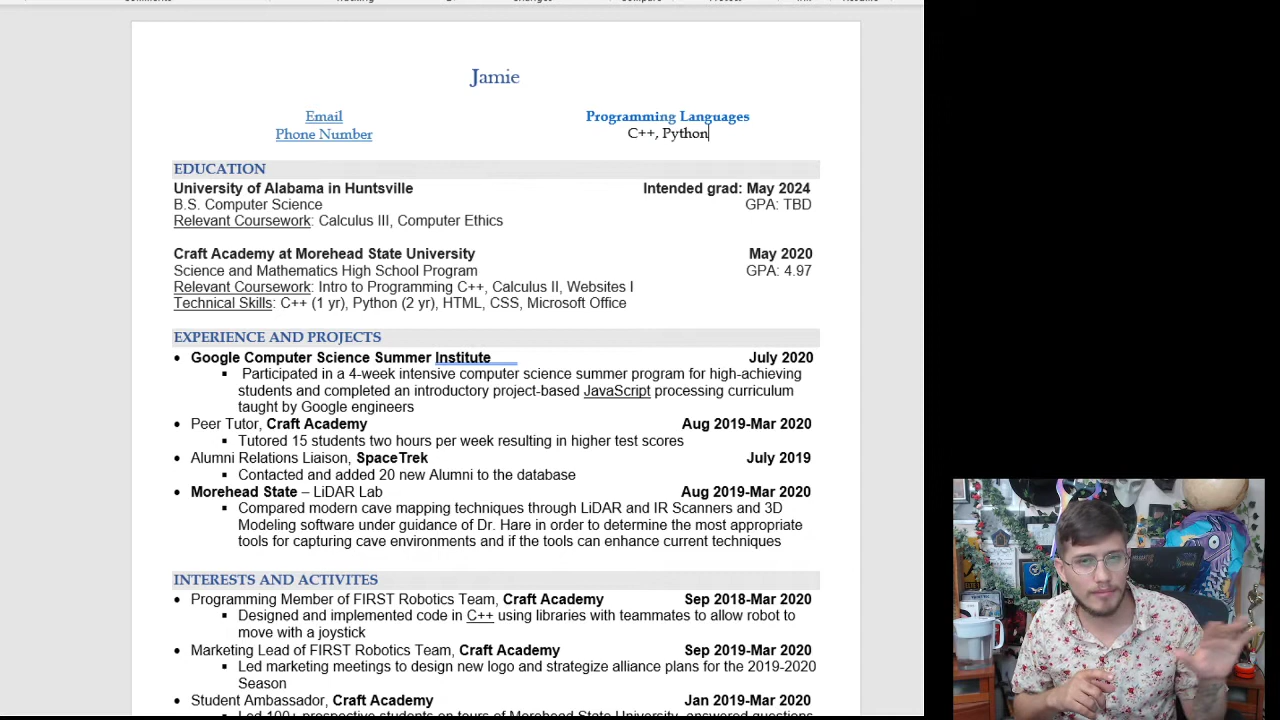 Jamie
Email
Programming Languages
Phone Number
C++, Python
EDUCATION
University of Alabama in Huntsville Intended grad: May 2024
B.S. Computer Science GPA: TBD
Relevant Coursework: Calculus III, Computer Ethics
Craft Academy at Morehead State University May 2020
Science and Mathematics High School Program GPA: 4.97
Relevant Coursework: Intro to Programming C++, Calculus II, Websites I
Technical Skills: C++ (1 yr), Python (2 yr), HTML, CSS, Microsoft Office
EXPERIENCE AND PROJECTS
• Google Computer Science Summer Institute July 2020
▪ Participated in a 4-week intensive computer science summer program for high-achieving
students and completed an introductory project-based JavaScript processing curriculum
taught by Google engineers
• Peer Tutor, Craft Academy Aug 2019-Mar 2020
▪ Tutored 15 students two hours per week resulting in higher test scores
• Alumni Relations Liaison, SpaceTrek July 2019
▪ Contacted and added 20 new Alumni to the database
• Morehead State – LiDAR Lab Aug 2019-Mar 2020
▪ Compared modern cave mapping techniques through LiDAR and IR Scanners and 3D
Modeling software under guidance of Dr. Hare in order to determine the most appropriate
tools for capturing cave environments and if the tools can enhance current techniques
INTERESTS AND ACTIVITES
• Programming Member of FIRST Robotics Team, Craft Academy Sep 2018-Mar 2020
▪ Designed and implemented code in C++ using libraries with teammates to allow robot to
move with a joystick
• Marketing Lead of FIRST Robotics Team, Craft Academy Sep 2019-Mar 2020
▪ Led marketing meetings to design new logo and strategize alliance plans for the 2019-2020
Season
• Student Ambassador, Craft Academy Jan 2019-Mar 2020
▪ Led 100+ prospective students on tours of Morehead State University, answered questions